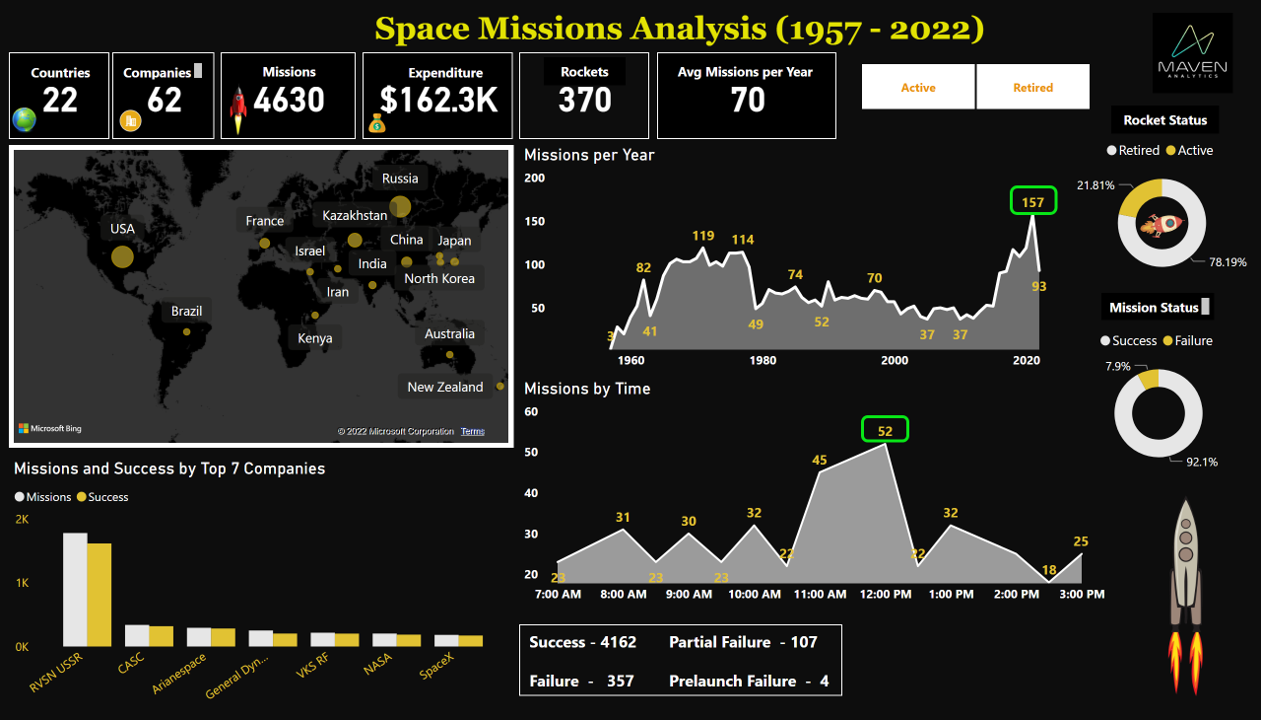 Space Missions Analysis (1957 - 2022)
MAVEN
ANALYTICS
Countries
22
Companies
62
Missions
4630
Expenditure
$162.3K
Rockets
370
Avg Missions per Year
70
Active
Retired
Russia
USA
France
Kazakhstan
China
Japan
Israel
India
North Korea
Iran
Brazil
Kenya
Australia
New Zealand
Microsoft Bing
© 2022 Microsoft Corporation Terms
Missions per Year
200
150
100
50
3
82
41
119
114
49
74
52
70
37
37
157
93
1960
1980
2000
2020
Rocket Status
Retired
Active
21.81%
78.19%
Mission Status
Success
Failure
7.9%
92.1%
Missions by Time
60
50
40
30
20
23
31
23
30
23
32
22
45
52
22
32
18
25
7:00 AM
8:00 AM
9:00 AM
10:00 AM
11:00 AM
12:00 PM
1:00 PM
2:00 PM
3:00 PM
Missions and Success by Top 7 Companies
Missions
Success
2K
1K
0K
RVSN USSR
CASC
Arianespace
General Dyn...
VKS RF
NASA
SpaceX
Success - 4162
Partial Failure - 107
Failure - 357
Prelaunch Failure - 4